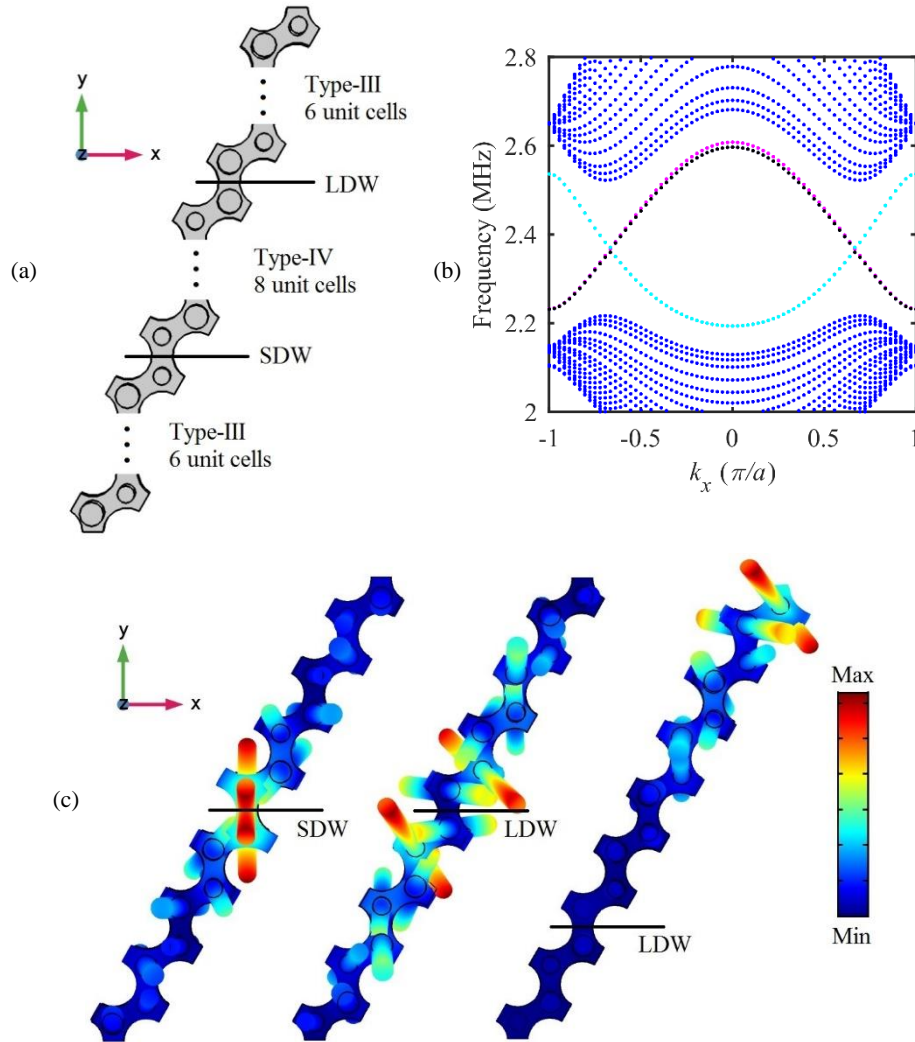 (a)
y
z
x
Type-III
6 unit cells
LDW
Type-IV
8 unit cells
SDW
Type-III
6 unit cells
(b)
Frequency (MHz)
2.8
2.6
2.4
2.2
2
-1
-0.5
0
0.5
1
k_x (π/a)
(c)
y
z
x
SDW
LDW
LDW
Max
Min